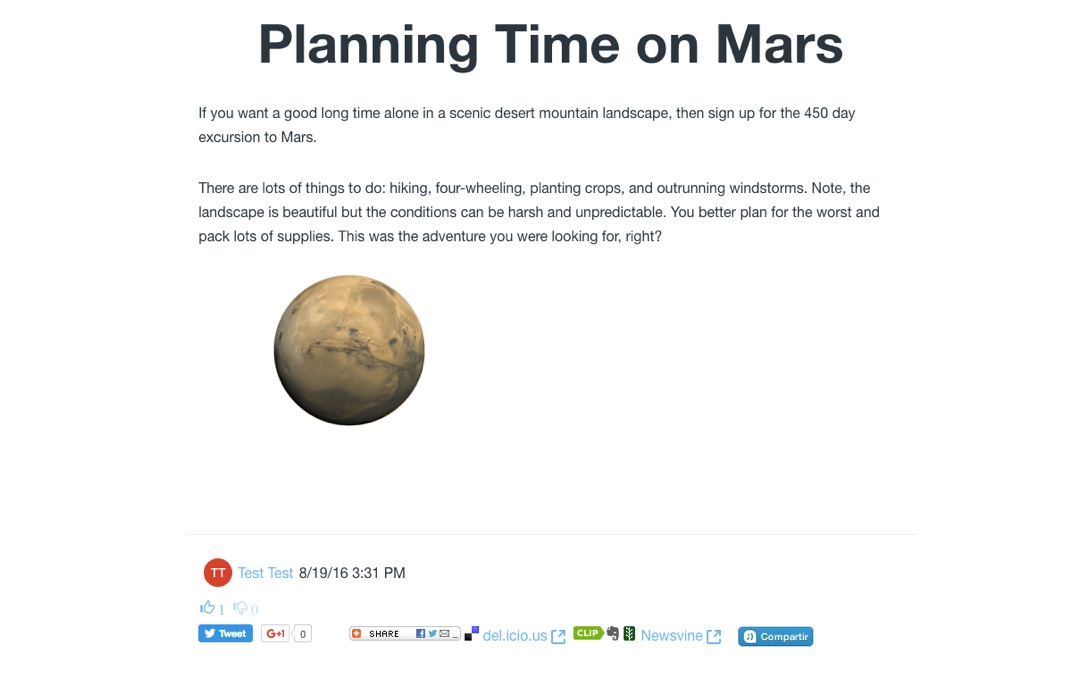 Planning Time on Mars
If you want a good long time alone in a scenic desert mountain landscape, then sign up for the 450 day
excursion to Mars.
There are lots of things to do: hiking, four-wheeling, planting crops, and outrunning windstorms. Note, the
landscape is beautiful but the conditions can be harsh and unpredictable. You better plan for the worst and
pack lots of supplies. This was the adventure you were looking for, right?
TT Test Test 8/19/16 3:31 PM
1 0
Tweet G+1 0 SHARE ... del.icio.us CLIP Newsvine Compartir